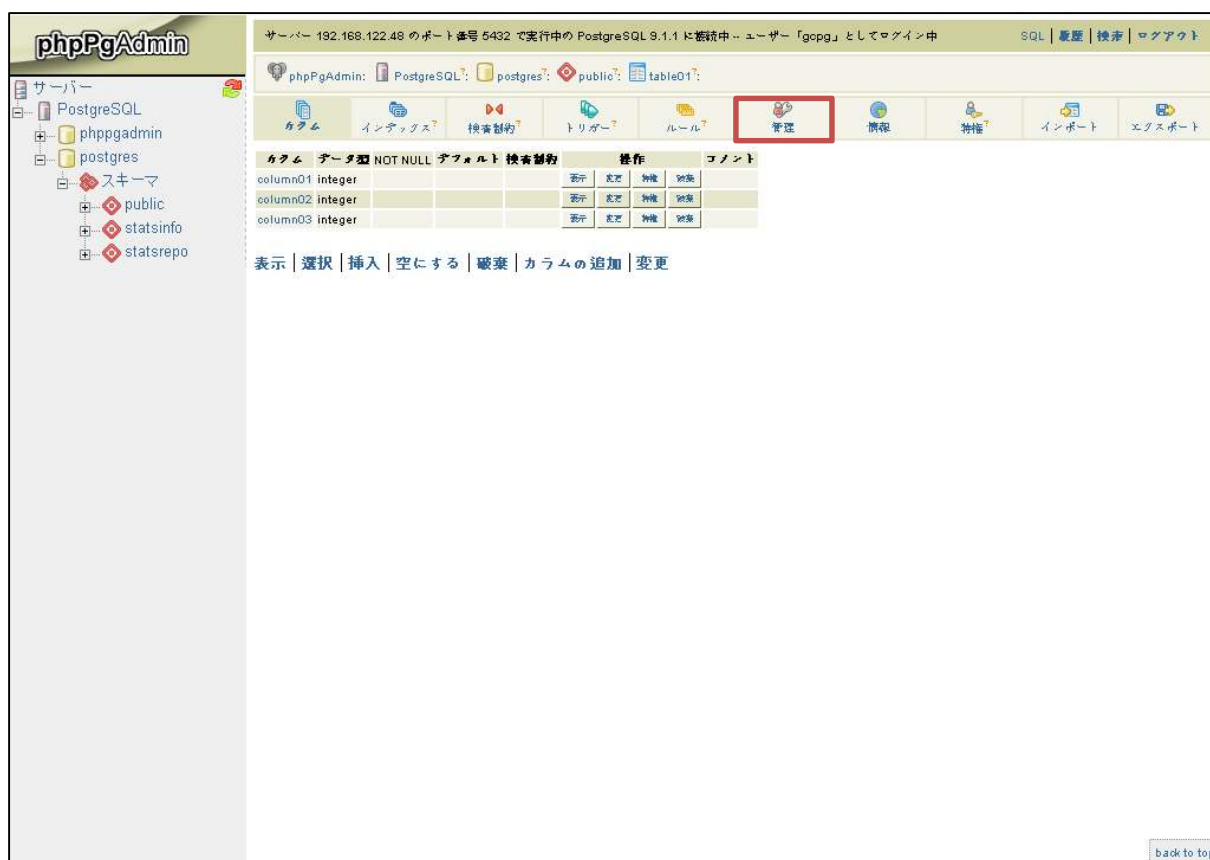 phpPgAdmin
サーバー
PostgreSQL
phppgadmin
postgres
スキーマ
public
statsinfo
statsrepo
サーバー 192.168.122.48 のポート番号 5432 で実行中の PostgreSQL 9.1.1 に接続中 -- ユーザー「gcpg」としてログイン中
SQL | 履歴 | 検索 | ログアウト
phpPgAdmin: PostgreSQL?: postgres?: public?: table01?:
カラム インデックス? 検査制約? トリガー? ルール? 管理 情報 特権? インポート エクスポート
カラム データ型 NOT NULL デフォルト 検査制約 操作 コメント
column01 integer 表示 変更 特権 破棄
column02 integer 表示 変更 特権 破棄
column03 integer 表示 変更 特権 破棄
表示 | 選択 | 挿入 | 空にする | 破棄 | カラムの追加 | 変更
back to top